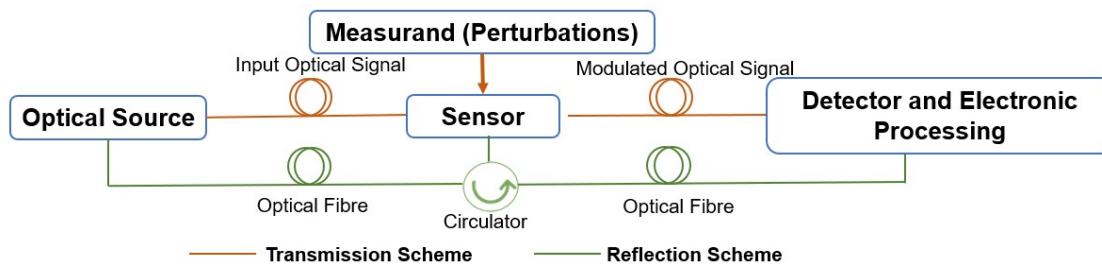 Measurand (Perturbations)
Input Optical Signal
Modulated Optical Signal
Optical Source
Sensor
Detector and Electronic
Processing
Optical Fibre
Circulator
Optical Fibre
Transmission Scheme
Reflection Scheme